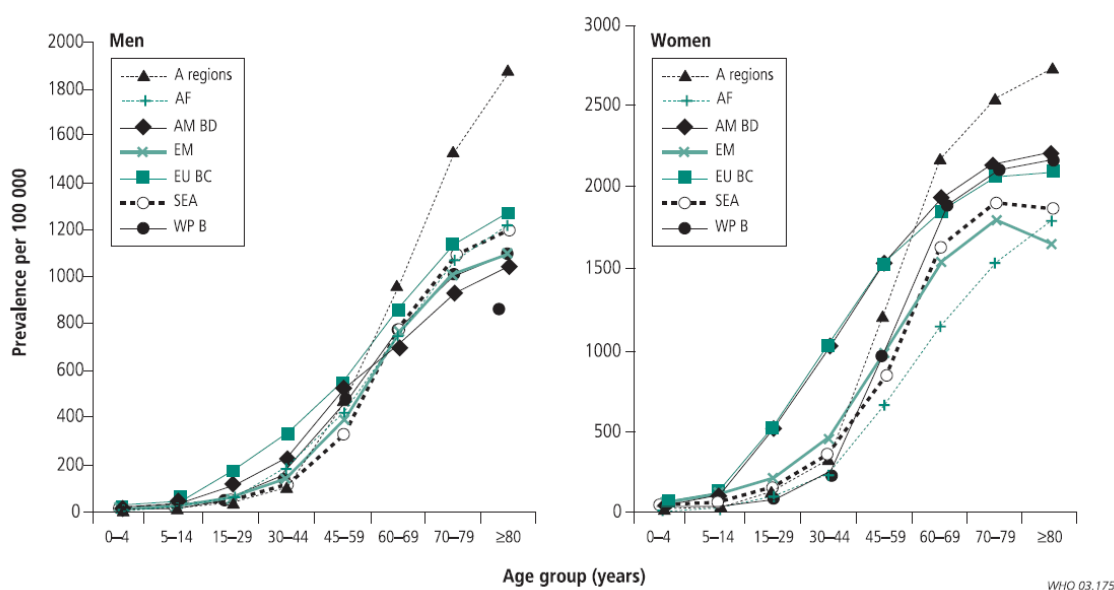 Men
A regions
AF
AM BD
EM
EU BC
SEA
WP B
Prevalence per 100 000
2000
1800
1600
1400
1200
1000
800
600
400
200
0
0–4 5–14 15–29 30–44 45–59 60–69 70–79 ≥80
Women
A regions
AF
AM BD
EM
EU BC
SEA
WP B
3000
2500
2000
1500
1000
500
0
0–4 5–14 15–29 30–44 45–59 60–69 70–79 ≥80
Age group (years)
WHO 03.175